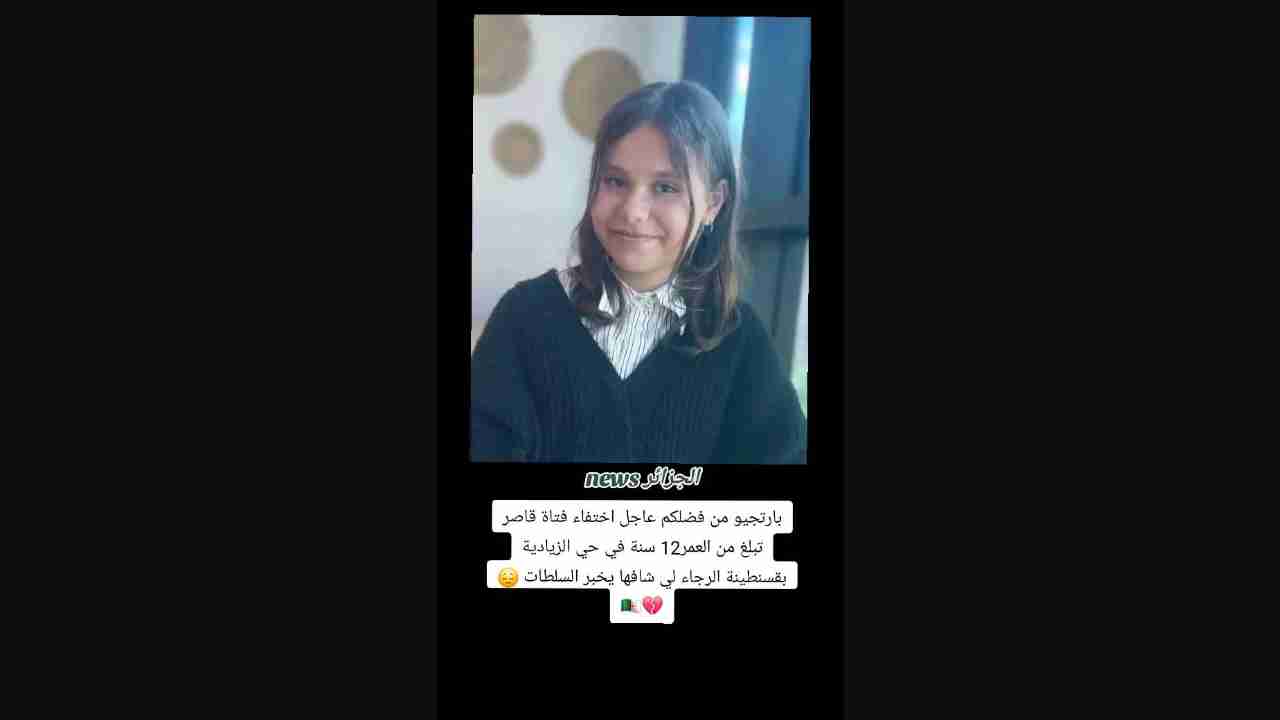 الجزائر news
بارتجيو من فضلكم عاجل اختفاء فتاة قاصر
تبلغ من العمر12 سنة في حي الزيادية
بقسنطينة الرجاء لي شافها يخبر السلطات 😔
💔🇩🇿